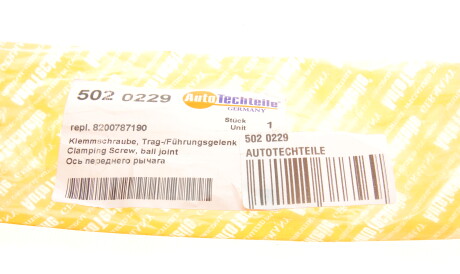 502 0229
AutoTechteile
GERMANY
repl. 8200787190
Stuck
Unit
1
Klemmschraube, Trag-/Führungsgelenk
Clamping Screw, ball joint
Ось переднего рычага
502 0229
AUTOTECHTEILE